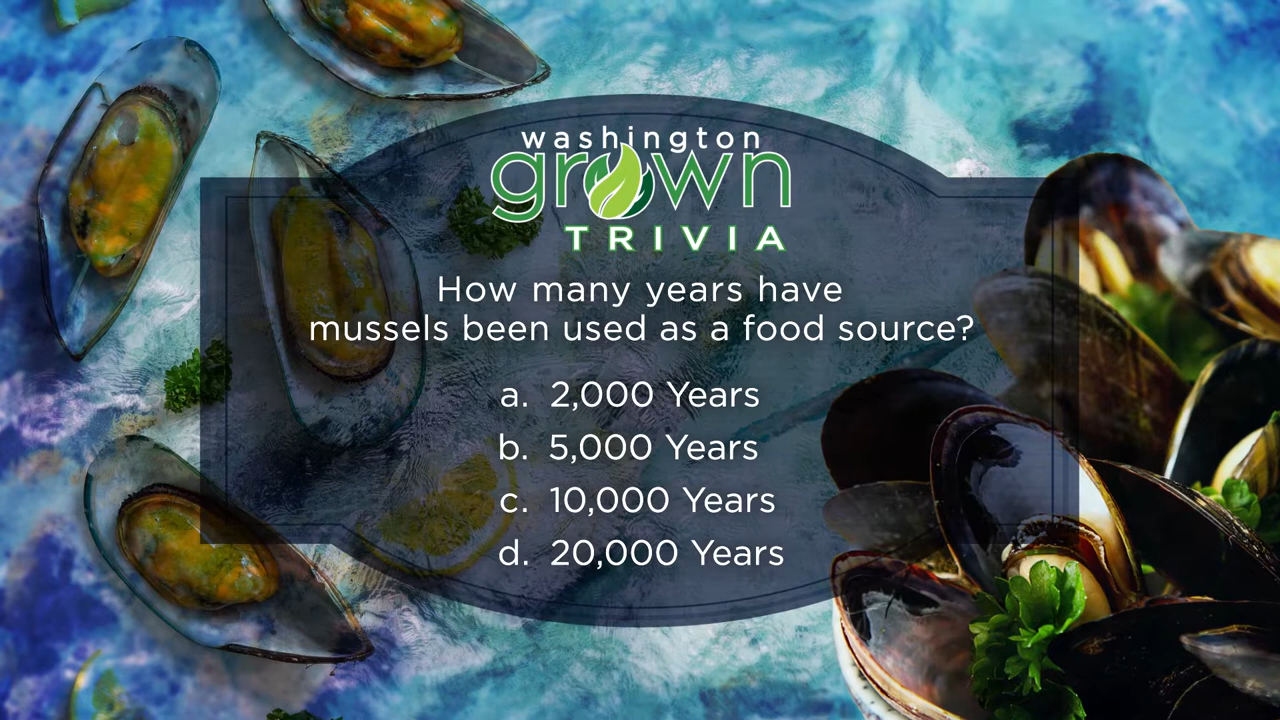 washington
grown
TRIVIA
How many years have
mussels been used as a food source?
a. 2,000 Years
b. 5,000 Years
c. 10,000 Years
d. 20,000 Years